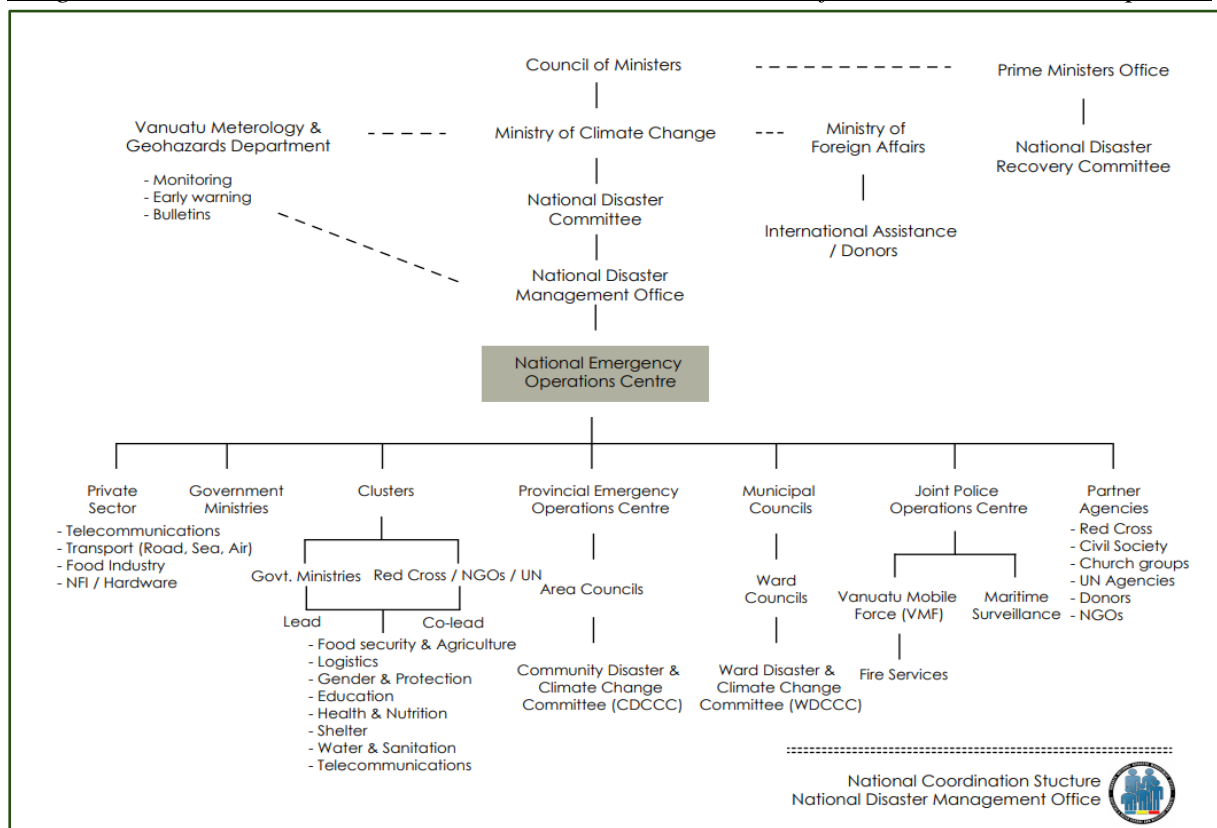 Council of Ministers
Prime Ministers Office
Vanuatu Meterology &
Geohazards Department
- Monitoring
- Early warning
- Bulletins
Ministry of Climate Change
Ministry of
Foreign Affairs
National Disaster
Recovery Committee
National Disaster
Committee
International Assistance
/ Donors
National Disaster
Management Office
National Emergency
Operations Centre
Private
Sector
- Telecommunications
- Transport (Road, Sea, Air)
- Food Industry
- NFI / Hardware
Government
Ministries
Clusters
Govt. Ministries
Red Cross / NGOs / UN
Lead
Co-lead
- Food security & Agriculture
- Logistics
- Gender & Protection
- Education
- Health & Nutrition
- Shelter
- Water & Sanitation
- Telecommunications
Provincial Emergency
Operations Centre
Area Councils
Community Disaster &
Climate Change
Committee (CDCCC)
Municipal
Councils
Ward
Councils
Ward Disaster &
Climate Change
Committee (WDCCC)
Joint Police
Operations Centre
Vanuatu Mobile
Force (VMF)
Maritime
Surveillance
Fire Services
Partner
Agencies
- Red Cross
- Civil Society
- Church groups
- UN Agencies
- Donors
- NGOs
National Coordination Stucture
National Disaster Management Office